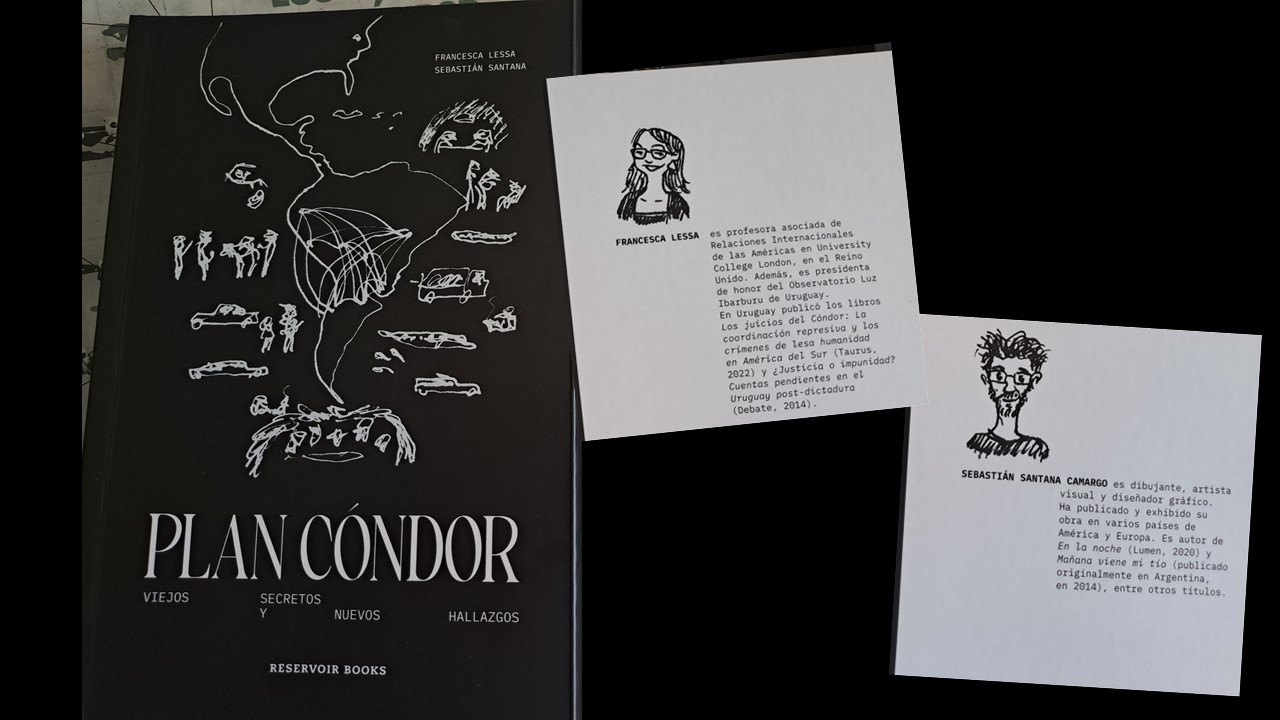 FRANCESCA LESSA
SEBASTIÁN SANTANA
PLAN CÓNDOR
VIEJOS SECRETOS
Y NUEVOS HALLAZGOS
RESERVOIR BOOKS
FRANCESCA LESSA es profesora asociada de
Relaciones Internacionales
de las Américas en University
College London, en el Reino
Unido. Además, es presidenta
de honor del Observatorio Luz
Ibarburu de Uruguay.
En Uruguay publicó los libros
Los juicios del Cóndor: La
coordinación represiva y los
crímenes de lesa humanidad
en América del Sur (Taurus,
2022) y ¿Justicia o impunidad?
Cuentas pendientes en el
Uruguay post-dictadura
(Debate, 2014).
SEBASTIÁN SANTANA CAMARGO es dibujante, artista
visual y diseñador gráfico.
Ha publicado y exhibido su
obra en varios países de
América y Europa. Es autor de
En la noche (Lumen, 2020) y
Mañana viene mi tío (publicado
originalmente en Argentina,
en 2014), entre otros títulos.